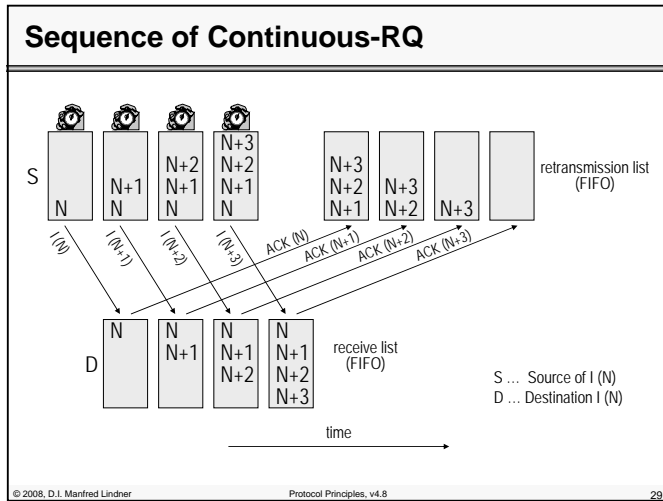 Sequence of Continuous-RQ
S
N
N+1
N
N+2
N+1
N
N+3
N+2
N+1
N
N+3
N+2
N+1
N+3
N+2
N+3
retransmission list
(FIFO)
I (N)
I (N+1)
I (N+2)
I (N+3)
ACK (N)
ACK (N+1)
ACK (N+2)
ACK (N+3)
D
N
N
N+1
N
N+1
N+2
N
N+1
N+2
N+3
receive list
(FIFO)
S ... Source of I (N)
D ... Destination I (N)
time
© 2008, D.I. Manfred Lindner
Protocol Principles, v4.8
29